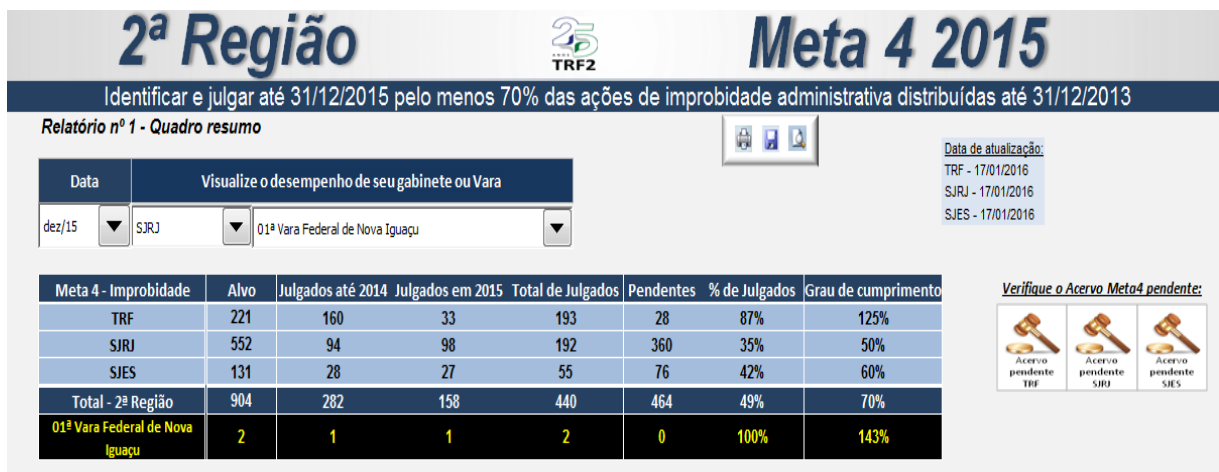 2ª Região
25
anos
TRF2
Meta 4 2015
Identificar e julgar até 31/12/2015 pelo menos 70% das ações de improbidade administrativa distribuídas até 31/12/2013
Relatório nº 1 - Quadro resumo
Data de atualização:
TRF - 17/01/2016
SJRJ - 17/01/2016
SJES - 17/01/2016
Data Visualize o desempenho de seu gabinete ou Vara
dez/15 SJRJ 01ª Vara Federal de Nova Iguaçu
Meta 4 - Improbidade Alvo Julgados até 2014 Julgados em 2015 Total de Julgados Pendentes % de Julgados Grau de cumprimento
TRF 221 160 33 193 28 87% 125%
SJRJ 552 94 98 192 360 35% 50%
SJES 131 28 27 55 76 42% 60%
Total - 2ª Região 904 282 158 440 464 49% 70%
01ª Vara Federal de Nova
Iguaçu 2 1 1 2 0 100% 143%
Verifique o Acervo Meta4 pendente:
Acervo
pendente
TRF
Acervo
pendente
SJRJ
Acervo
pendente
SJES